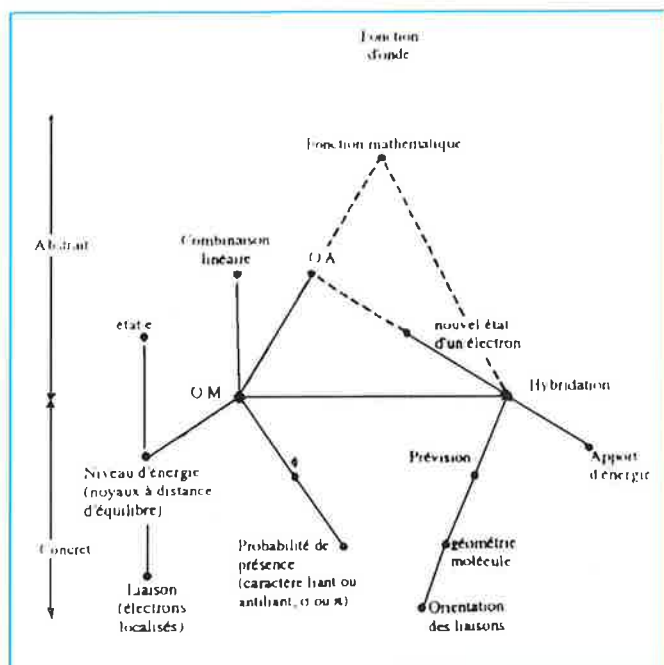 Fonction
d'onde
Fonction mathématique
Abstrait
Combinaison
linéaire
O A
état e
nouvel état
d'un électron
O M
Hybridation
Niveau d'énergie
(noyaux à distance
d'équilibre)
Prévision
Apport
d'énergie
Concret
Probabilité de
présence
(caractère liant ou
antiliant, σ ou π)
géométrie
molécule
Liaison
(électrons
localisés)
Orientation
des liaisons